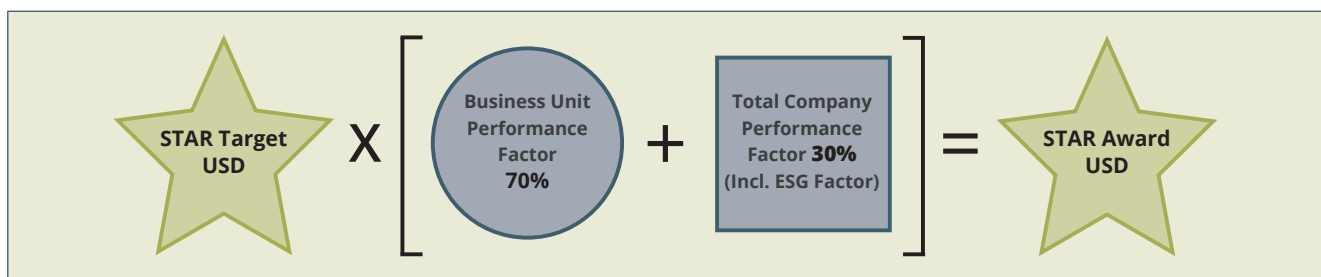 STAR Target
USD
X
[
Business Unit
Performance
Factor
70%
+
Total Company
Performance
Factor 30%
(Incl. ESG Factor)
]
=
STAR Award
USD